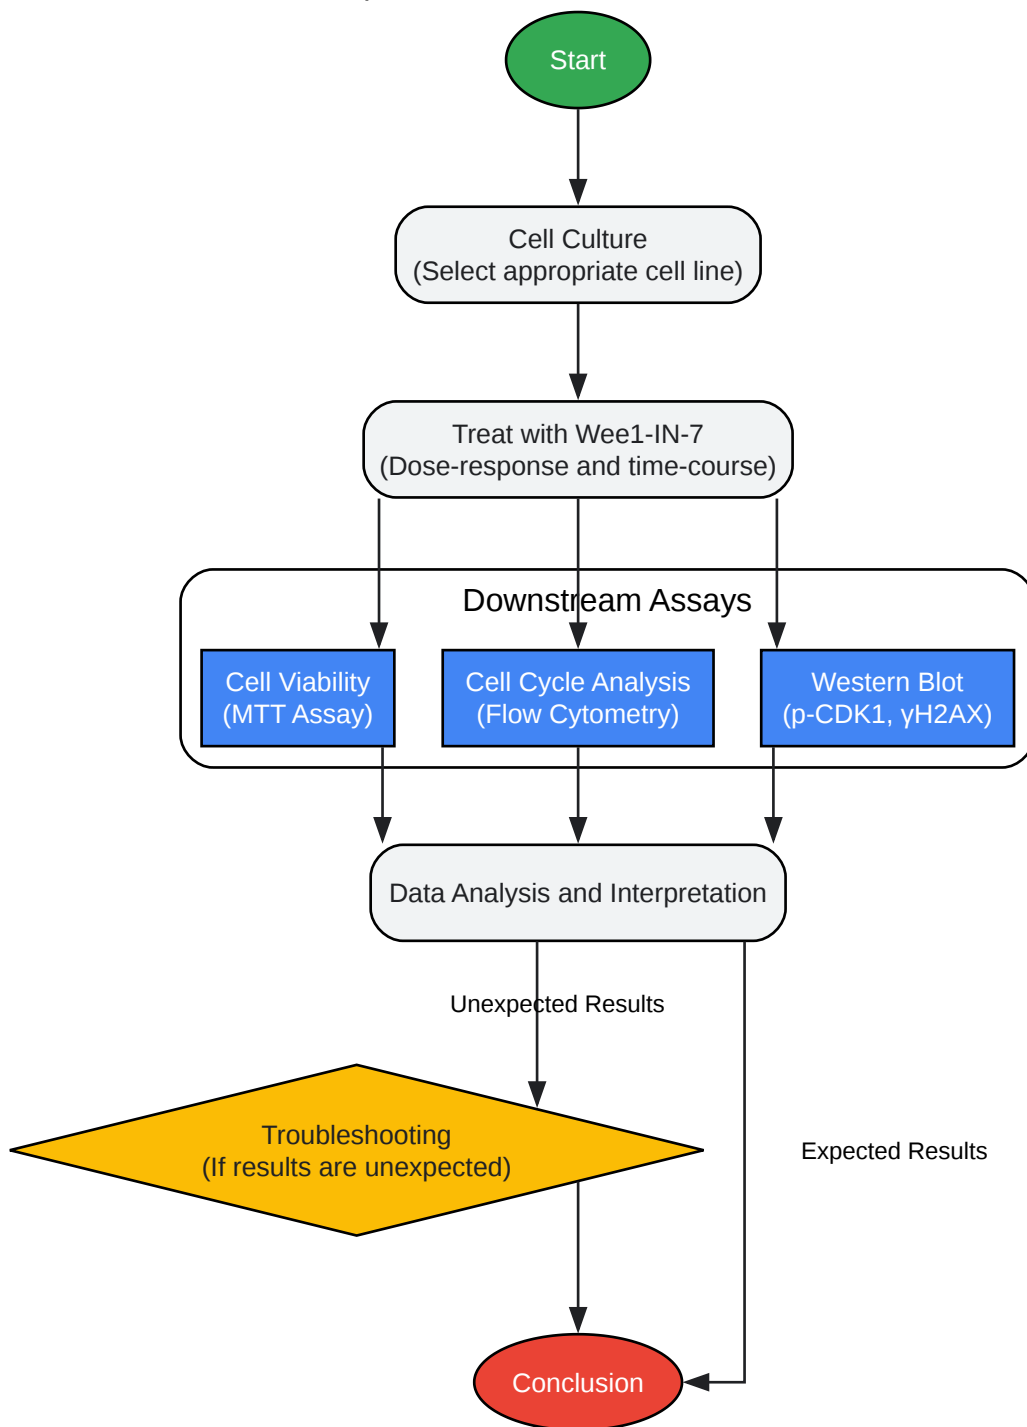 Start
Cell Culture
(Select appropriate cell line)
Treat with Wee1-IN-7
(Dose-response and time-course)
Downstream Assays
Cell Viability
(MTT Assay)
Cell Cycle Analysis
(Flow Cytometry)
Western Blot
(p-CDK1, γH2AX)
Data Analysis and Interpretation
Unexpected Results
Troubleshooting
(If results are unexpected)
Expected Results
Conclusion